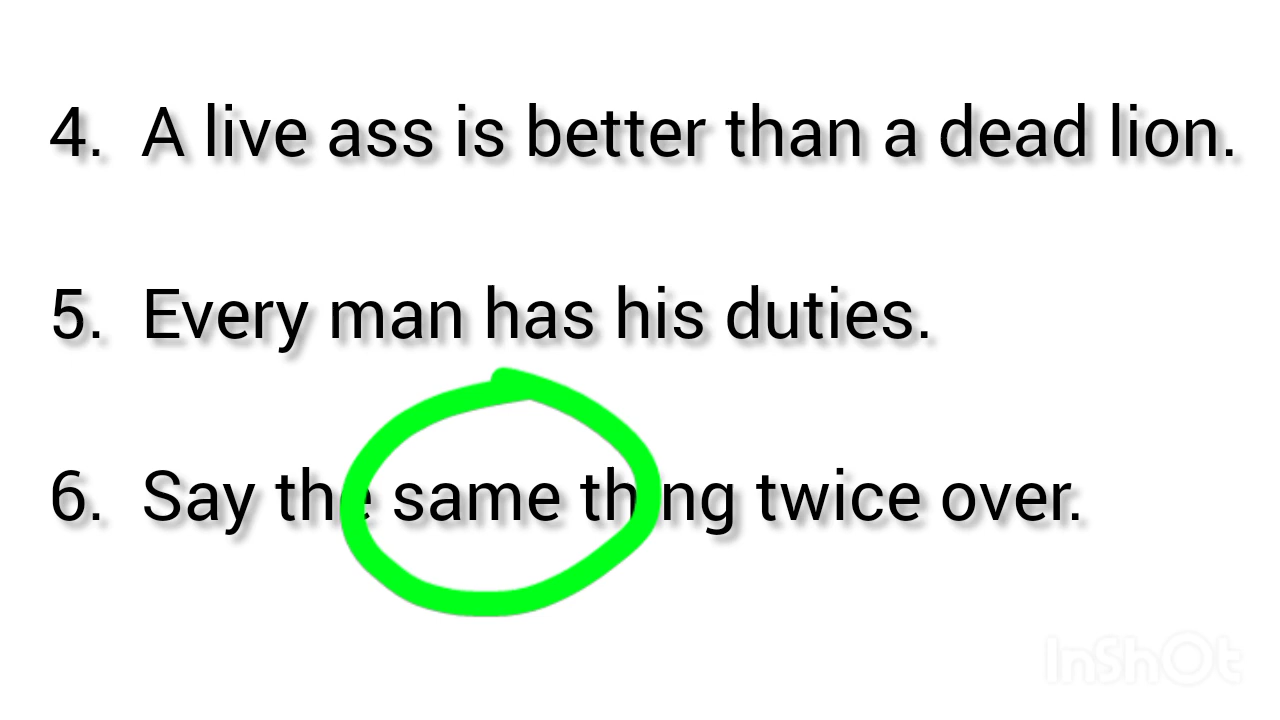 4. A live ass is better than a dead lion.
5. Every man has his duties.
6. Say the same thing twice over.
InShOt